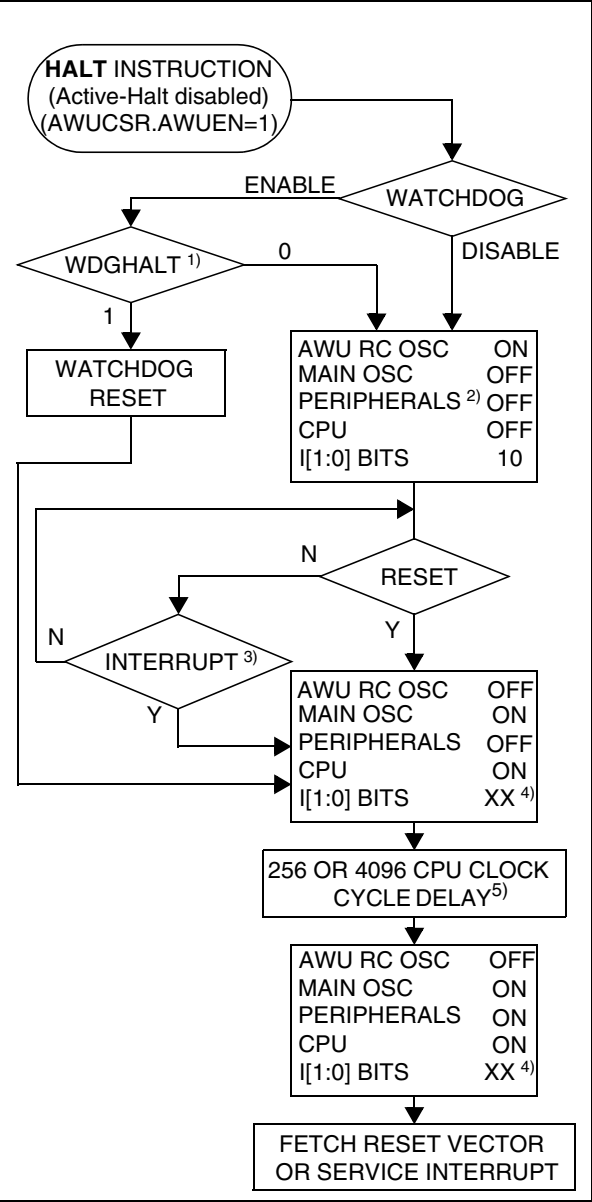 HALT INSTRUCTION
(Active-Halt disabled)
(AWUCSR.AWUEN=1)
ENABLE
WATCHDOG
WDGHALT 1)
0
DISABLE
1
WATCHDOG
RESET
AWU RC OSC ON
MAIN OSC OFF
PERIPHERALS 2) OFF
CPU OFF
I[1:0] BITS 10
N
RESET
Y
N
INTERRUPT 3)
Y
AWU RC OSC OFF
MAIN OSC ON
PERIPHERALS OFF
CPU ON
I[1:0] BITS XX 4)
256 OR 4096 CPU CLOCK
CYCLE DELAY5)
AWU RC OSC OFF
MAIN OSC ON
PERIPHERALS ON
CPU ON
I[1:0] BITS XX 4)
FETCH RESET VECTOR
OR SERVICE INTERRUPT